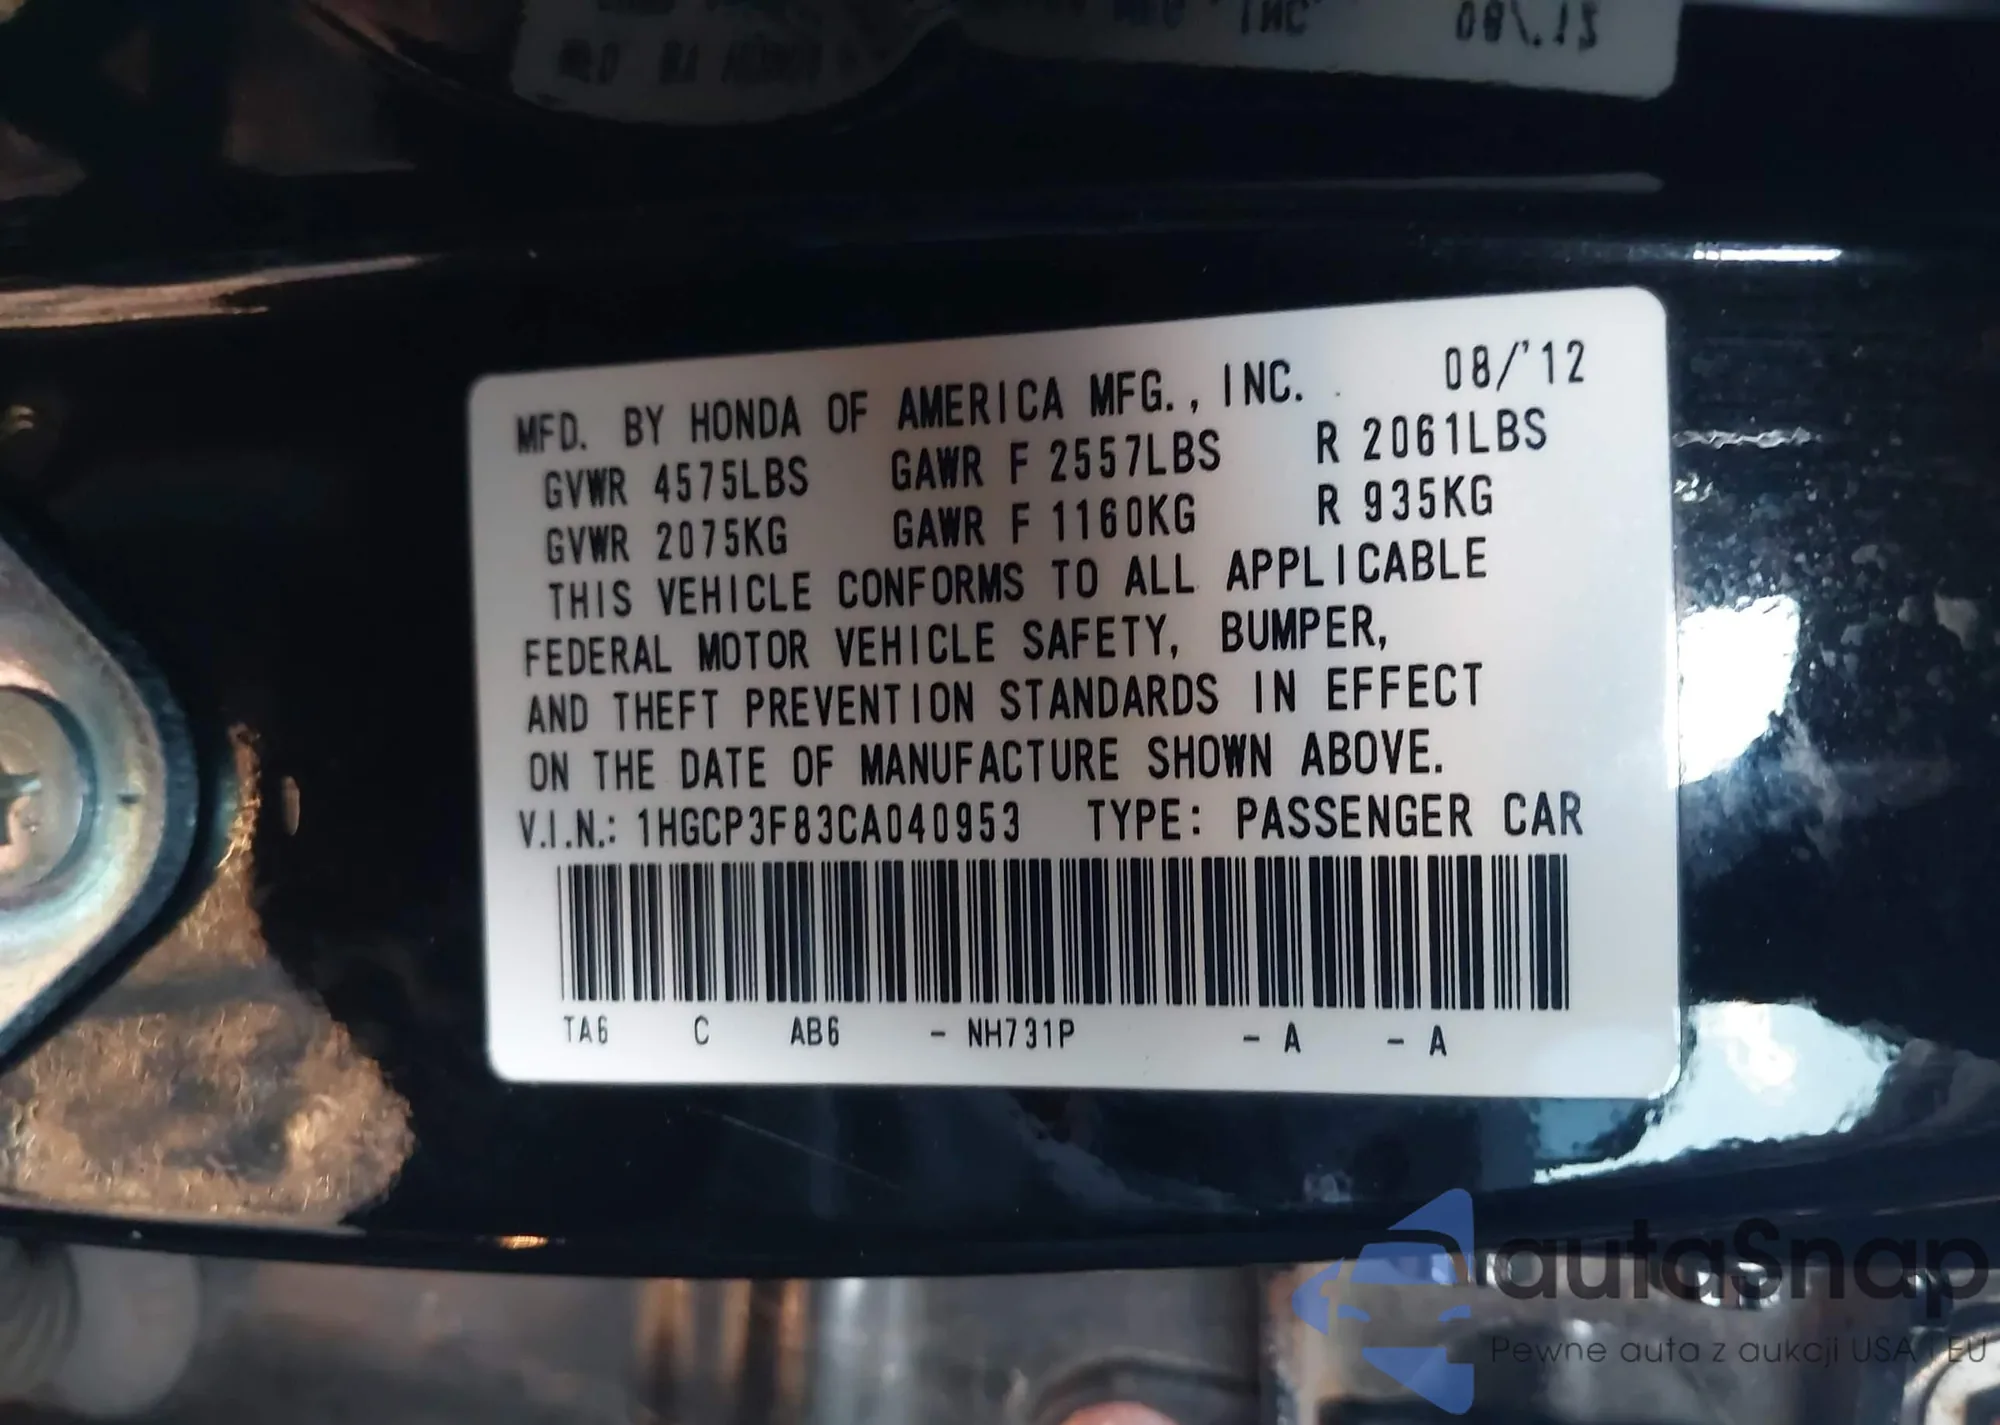 MFD. BY HONDA OF AMERICA MFG., INC. 08/'12
GVWR 4575LBS GAWR F 2557LBS R 2061LBS
GVWR 2075KG GAWR F 1160KG R 935KG
THIS VEHICLE CONFORMS TO ALL APPLICABLE
FEDERAL MOTOR VEHICLE SAFETY, BUMPER,
AND THEFT PREVENTION STANDARDS IN EFFECT
ON THE DATE OF MANUFACTURE SHOWN ABOVE.
V.I.N.: 1HGCP3F83CA040953 TYPE: PASSENGER CAR
TA6 C AB6 - NH731P - A - A
autaSnap
Pewne auta z aukcji USA i EU